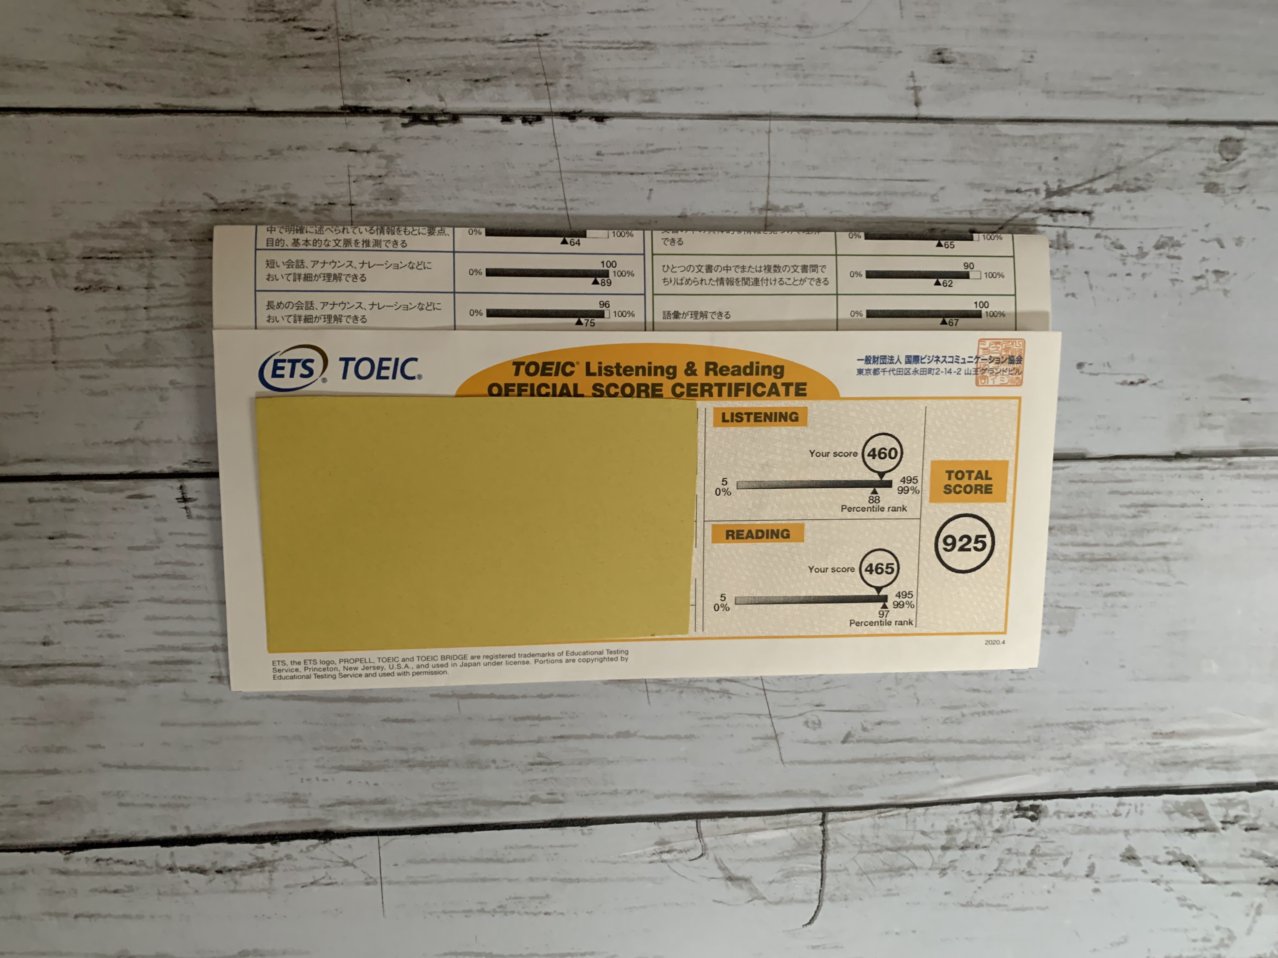 中で明確に述べられている情報をもとに要点、
目的、基本的な文脈を推測できる
0% 100%
▲64
短い会話、アナウンス、ナレーションなどに
おいて詳細が理解できる
100
0% 100%
▲89
長めの会話、アナウンス、ナレーションなどに
おいて詳細が理解できる
96
0% 100%
▲75
できる
0% 100%
▲65
ひとつの文書の中でまたは複数の文書間で
ちりばめられた情報を関連付けることができる
90
0% 100%
▲62
語彙が理解できる
100
0% 100%
▲67
ETS® TOEIC®
TOEIC® Listening & Reading
OFFICIAL SCORE CERTIFICATE
一般財団法人 国際ビジネスコミュニケーション協会
東京都千代田区永田町2-14-2 山王グランドビル
LISTENING
Your score 460
5 495
0% 99%
88
Percentile rank
READING
Your score 465
5 495
0% 99%
97
Percentile rank
TOTAL
SCORE
925
2020.4
ETS, the ETS logo, PROPELL, TOEIC and TOEIC BRIDGE are registered trademarks of Educational Testing
Service, Princeton, New Jersey, U.S.A., and used in Japan under license. Portions are copyrighted by
Educational Testing Service and used with permission.